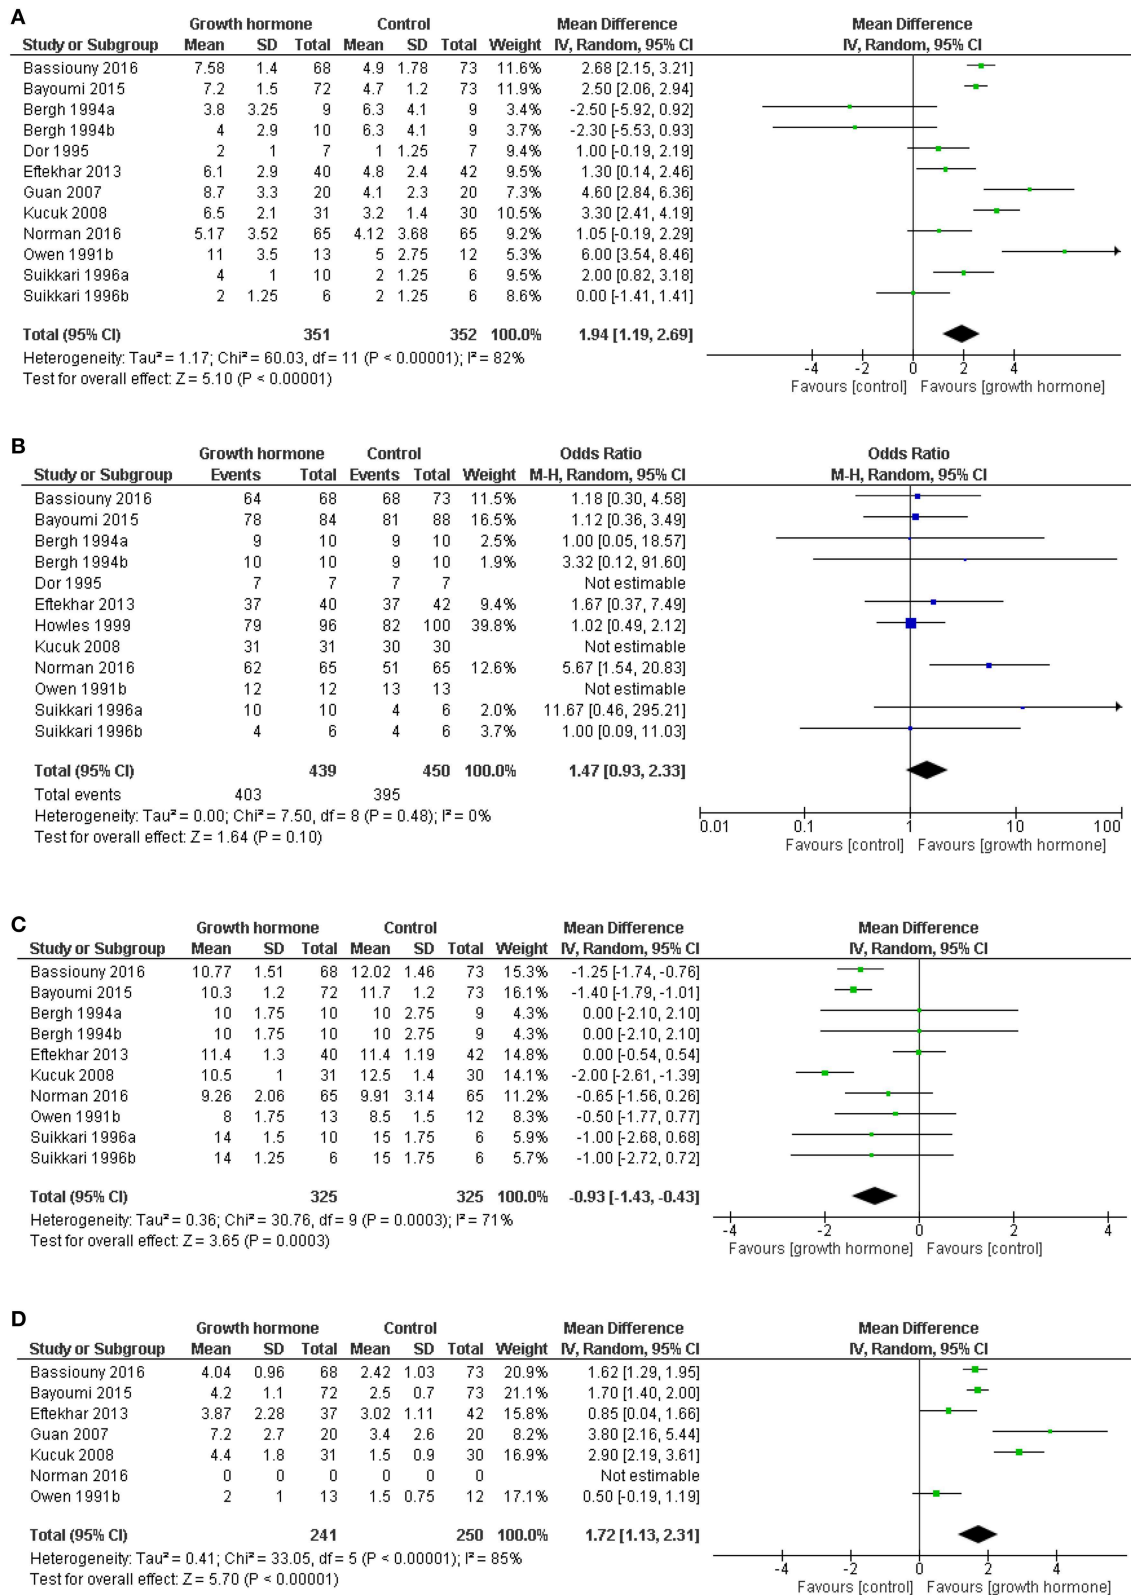 A
Growth hormone Control Mean Difference Mean Difference
Study or Subgroup Mean SD Total Mean SD Total Weight IV, Random, 95% CI IV, Random, 95% CI
Bassiouny 2016 7.58 1.4 68 4.9 1.78 73 11.6% 2.68 [2.15, 3.21]
Bayoumi 2015 7.2 1.5 72 4.7 1.2 73 11.9% 2.50 [2.06, 2.94]
Bergh 1994a 3.8 3.25 9 6.3 4.1 9 3.4% -2.50 [-5.92, 0.92]
Bergh 1994b 4 2.9 10 6.3 4.1 9 3.7% -2.30 [-5.53, 0.93]
Dor 1995 2 1 7 1 1.25 7 9.4% 1.00 [-0.19, 2.19]
Eftekhar 2013 6.1 2.9 40 4.8 2.4 42 9.5% 1.30 [0.14, 2.46]
Guan 2007 8.7 3.3 20 4.1 2.3 20 7.3% 4.60 [2.84, 6.36]
Kucuk 2008 6.5 2.1 31 3.2 1.4 30 10.5% 3.30 [2.41, 4.19]
Norman 2016 5.17 3.52 65 4.12 3.68 65 9.2% 1.05 [-0.19, 2.29]
Owen 1991b 11 3.5 13 5 2.75 12 5.3% 6.00 [3.54, 8.46]
Suikkari 1996a 4 1 10 2 1.25 6 9.5% 2.00 [0.82, 3.18]
Suikkari 1996b 2 1.25 6 2 1.25 6 8.6% 0.00 [-1.41, 1.41]
Total (95% CI) 351 352 100.0% 1.94 [1.19, 2.69]
Heterogeneity: Tau² = 1.17; Chi² = 60.03, df = 11 (P < 0.00001); I² = 82%
Test for overall effect: Z = 5.10 (P < 0.00001)
-4 -2 0 2 4
Favours [control] Favours [growth hormone]
B
Growth hormone Control Odds Ratio Odds Ratio
Study or Subgroup Events Total Events Total Weight M-H, Random, 95% CI M-H, Random, 95% CI
Bassiouny 2016 64 68 68 73 11.5% 1.18 [0.30, 4.58]
Bayoumi 2015 78 84 81 88 16.5% 1.12 [0.36, 3.49]
Bergh 1994a 9 10 9 10 2.5% 1.00 [0.05, 18.57]
Bergh 1994b 10 10 9 10 1.9% 3.32 [0.12, 91.60]
Dor 1995 7 7 7 7 Not estimable
Eftekhar 2013 37 40 37 42 9.4% 1.67 [0.37, 7.49]
Howles 1999 79 96 82 100 39.8% 1.02 [0.49, 2.12]
Kucuk 2008 31 31 30 30 Not estimable
Norman 2016 62 65 51 65 12.6% 5.67 [1.54, 20.83]
Owen 1991b 12 12 13 13 Not estimable
Suikkari 1996a 10 10 4 6 2.0% 11.67 [0.46, 295.21]
Suikkari 1996b 4 6 4 6 3.7% 1.00 [0.09, 11.03]
Total (95% CI) 439 450 100.0% 1.47 [0.93, 2.33]
Total events 403 395
Heterogeneity: Tau² = 0.00; Chi² = 7.50, df = 8 (P = 0.48); I² = 0%
Test for overall effect: Z = 1.64 (P = 0.10)
0.01 0.1 1 10 100
Favours [control] Favours [growth hormone]
C
Growth hormone Control Mean Difference Mean Difference
Study or Subgroup Mean SD Total Mean SD Total Weight IV, Random, 95% CI IV, Random, 95% CI
Bassiouny 2016 10.77 1.51 68 12.02 1.46 73 15.3% -1.25 [-1.74, -0.76]
Bayoumi 2015 10.3 1.2 72 11.7 1.2 73 16.1% -1.40 [-1.79, -1.01]
Bergh 1994a 10 1.75 10 10 2.75 9 4.3% 0.00 [-2.10, 2.10]
Bergh 1994b 10 1.75 10 10 2.75 9 4.3% 0.00 [-2.10, 2.10]
Eftekhar 2013 11.4 1.3 40 11.4 1.19 42 14.8% 0.00 [-0.54, 0.54]
Kucuk 2008 10.5 1 31 12.5 1.4 30 14.1% -2.00 [-2.61, -1.39]
Norman 2016 9.26 2.06 65 9.91 3.14 65 11.2% -0.65 [-1.56, 0.26]
Owen 1991b 8 1.75 13 8.5 1.5 12 8.3% -0.50 [-1.77, 0.77]
Suikkari 1996a 14 1.5 10 15 1.75 6 5.9% -1.00 [-2.68, 0.68]
Suikkari 1996b 14 1.25 6 15 1.75 6 5.7% -1.00 [-2.72, 0.72]
Total (95% CI) 325 325 100.0% -0.93 [-1.43, -0.43]
Heterogeneity: Tau² = 0.36; Chi² = 30.76, df = 9 (P = 0.0003); I² = 71%
Test for overall effect: Z = 3.65 (P = 0.0003)
-4 -2 0 2 4
Favours [growth hormone] Favours [control]
D
Growth hormone Control Mean Difference Mean Difference
Study or Subgroup Mean SD Total Mean SD Total Weight IV, Random, 95% CI IV, Random, 95% CI
Bassiouny 2016 4.04 0.96 68 2.42 1.03 73 20.9% 1.62 [1.29, 1.95]
Bayoumi 2015 4.2 1.1 72 2.5 0.7 73 21.1% 1.70 [1.40, 2.00]
Eftekhar 2013 3.87 2.28 37 3.02 1.11 42 15.8% 0.85 [0.04, 1.66]
Guan 2007 7.2 2.7 20 3.4 2.6 20 8.2% 3.80 [2.16, 5.44]
Kucuk 2008 4.4 1.8 31 1.5 0.9 30 16.9% 2.90 [2.19, 3.61]
Norman 2016 0 0 0 0 0 0 Not estimable
Owen 1991b 2 1 13 1.5 0.75 12 17.1% 0.50 [-0.19, 1.19]
Total (95% CI) 241 250 100.0% 1.72 [1.13, 2.31]
Heterogeneity: Tau² = 0.41; Chi² = 33.05, df = 5 (P < 0.00001); I² = 85%
Test for overall effect: Z = 5.70 (P < 0.00001)
-4 -2 0 2 4
Favours [control] Favours [growth hormone]